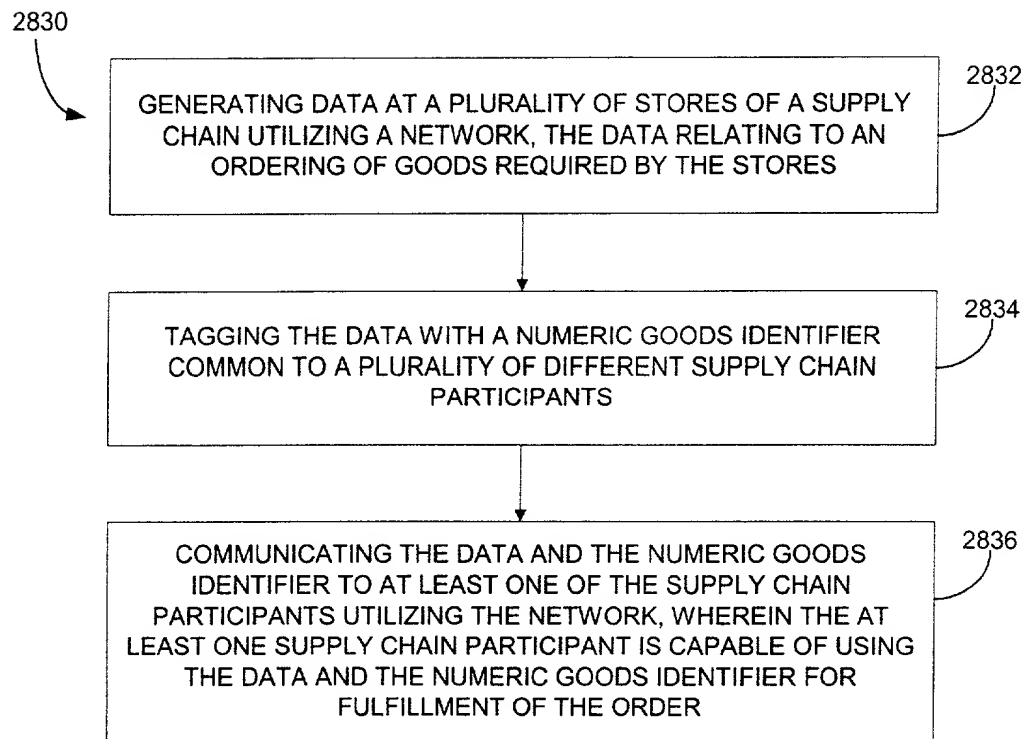 2830
2832
GENERATING DATA AT A PLURALITY OF STORES OF A SUPPLY
CHAIN UTILIZING A NETWORK, THE DATA RELATING TO AN
ORDERING OF GOODS REQUIRED BY THE STORES
2834
TAGGING THE DATA WITH A NUMERIC GOODS IDENTIFIER
COMMON TO A PLURALITY OF DIFFERENT SUPPLY CHAIN
PARTICIPANTS
2836
COMMUNICATING THE DATA AND THE NUMERIC GOODS
IDENTIFIER TO AT LEAST ONE OF THE SUPPLY CHAIN
PARTICIPANTS UTILIZING THE NETWORK, WHEREIN THE AT
LEAST ONE SUPPLY CHAIN PARTICIPANT IS CAPABLE OF USING
THE DATA AND THE NUMERIC GOODS IDENTIFIER FOR
FULFILLMENT OF THE ORDER